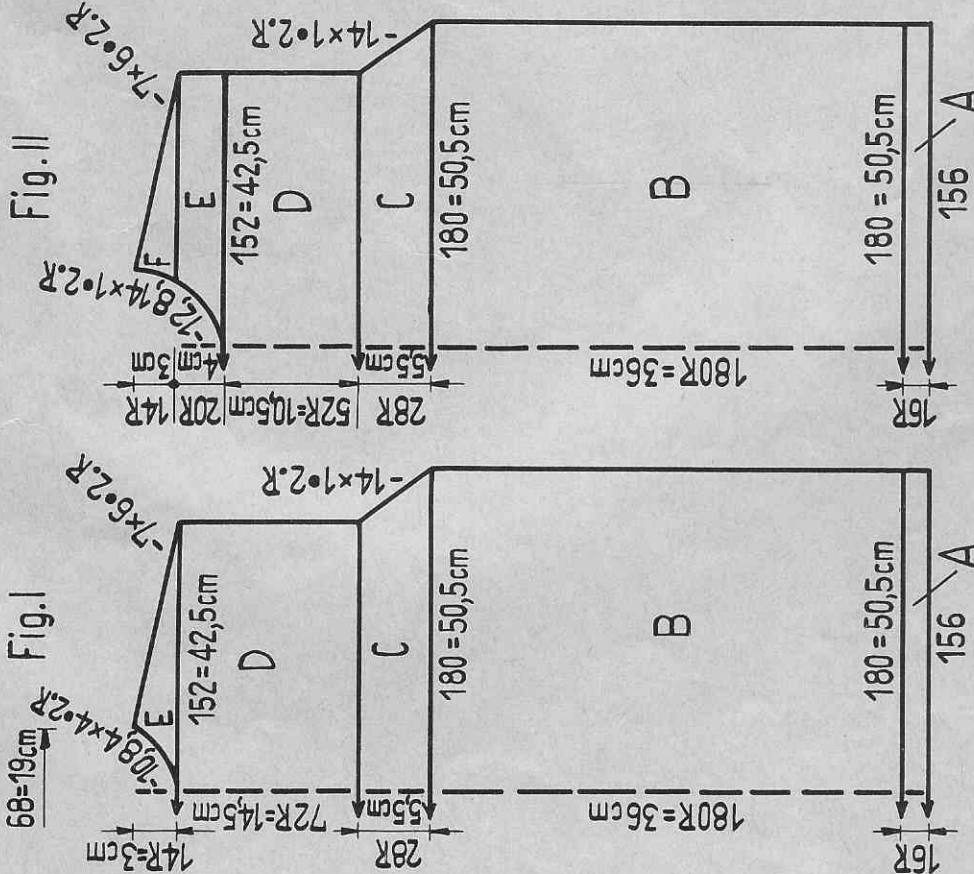 Fig.I
68=19cm
-10,8,4×4•2.R
-7×6•2.R
E
14R=3cm
152=42,5cm
D
72R=14,5cm
-14×1•2.R
C
5,5cm
28R
180=50,5cm
B
180R=36cm
180=50,5cm
16R
156
A
Fig.II
-7×6•2.R
F
-12,8,14×1•2.R
14R
3cm
E
20R
4cm
152=42,5cm
D
52R=10,5cm
-14×1•2.R
C
5,5cm
28R
180=50,5cm
B
180R=36cm
180=50,5cm
16R
156
A